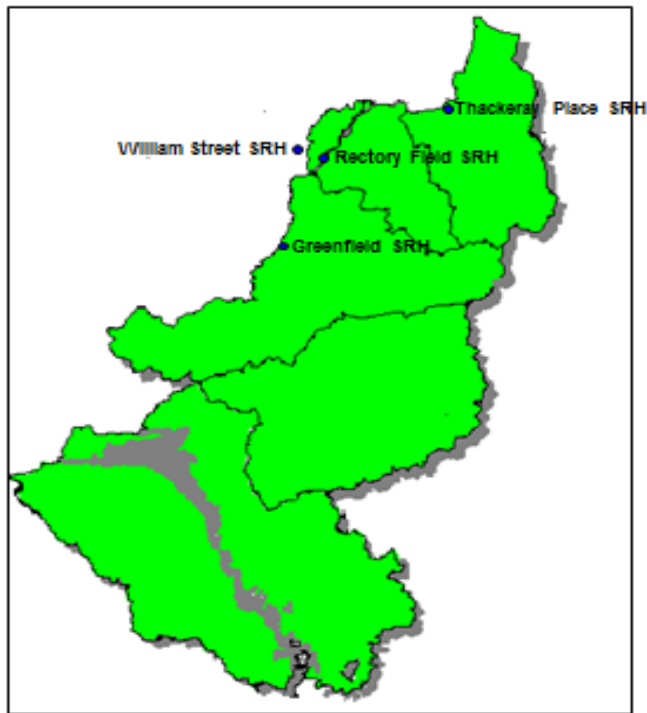 Thackeray Place SRH
William Street SRH
Rectory Field SRH
Greenfield SRH